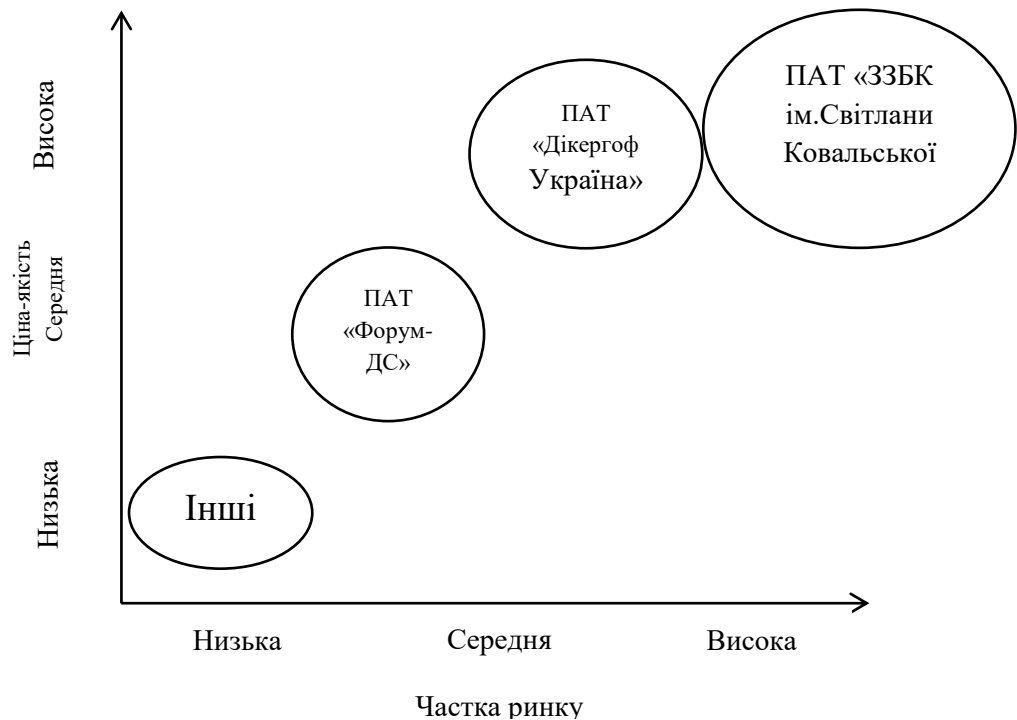 Висока
ПАТ «ЗЗБК
ім.Світлани
Ковальської
ПАТ
«Дікергоф
Україна»
Ціна-якість
Середня
ПАТ
«Форум-
ДС»
Низька
Інші
Низька
Середня
Висока
Частка ринку